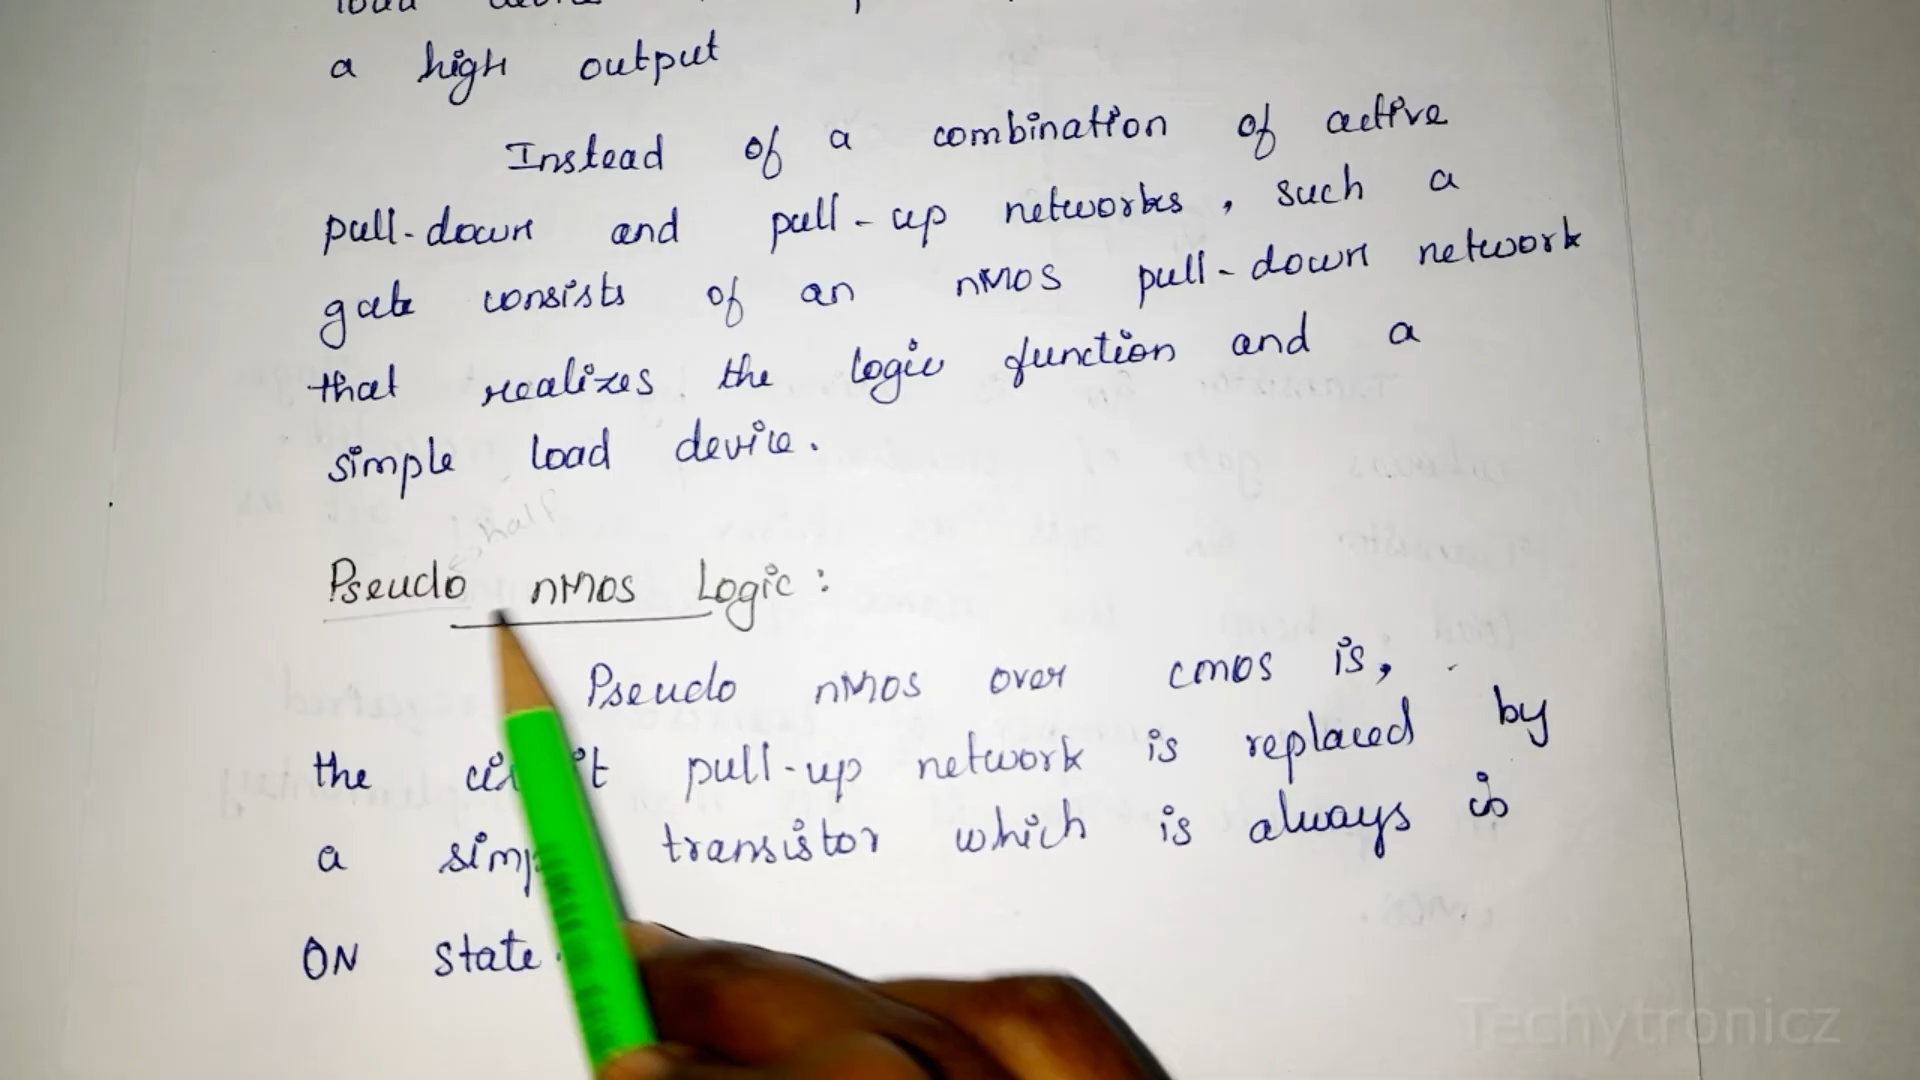 a high output
Instead of a combination of active
pull-down and pull-up networks, such a
gate consists of an nMOS pull-down network
that realizes the logic function and a
simple load device.
half
Pseudo nMOS Logic:
Pseudo nMOS over CMOS is,
the pull-up network is replaced by
a transistor which is always is
ON state.
Techytronicz